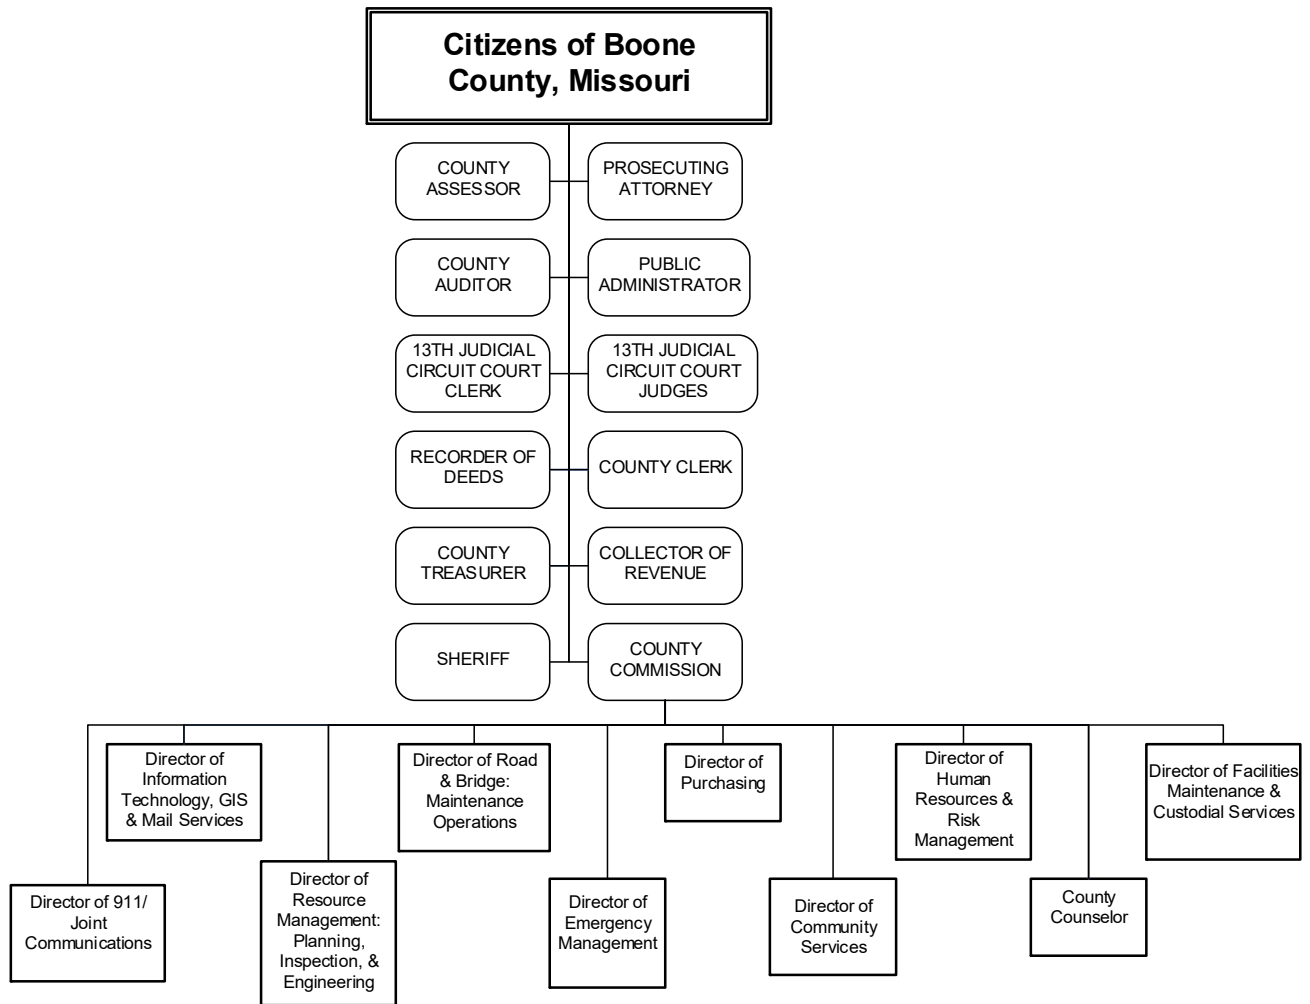 Citizens of Boone
County, Missouri
COUNTY
ASSESSOR
PROSECUTING
ATTORNEY
COUNTY
AUDITOR
PUBLIC
ADMINISTRATOR
13TH JUDICIAL
CIRCUIT COURT
CLERK
13TH JUDICIAL
CIRCUIT COURT
JUDGES
RECORDER OF
DEEDS
COUNTY CLERK
COUNTY
TREASURER
COLLECTOR OF
REVENUE
SHERIFF
COUNTY
COMMISSION
Director of
Information
Technology, GIS
& Mail Services
Director of Road
& Bridge:
Maintenance
Operations
Director of
Purchasing
Director of
Human
Resources &
Risk
Management
Director of Facilities
Maintenance &
Custodial Services
Director of 911/
Joint
Communications
Director of
Resource
Management:
Planning,
Inspection, &
Engineering
Director of
Emergency
Management
Director of
Community
Services
County
Counselor